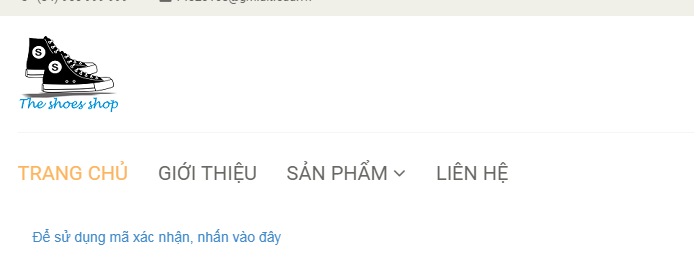 S
S
The shoes shop
TRANG CHỦ GIỚI THIỆU SẢN PHẨM LIÊN HỆ
Để sử dụng mã xác nhận, nhấn vào đây